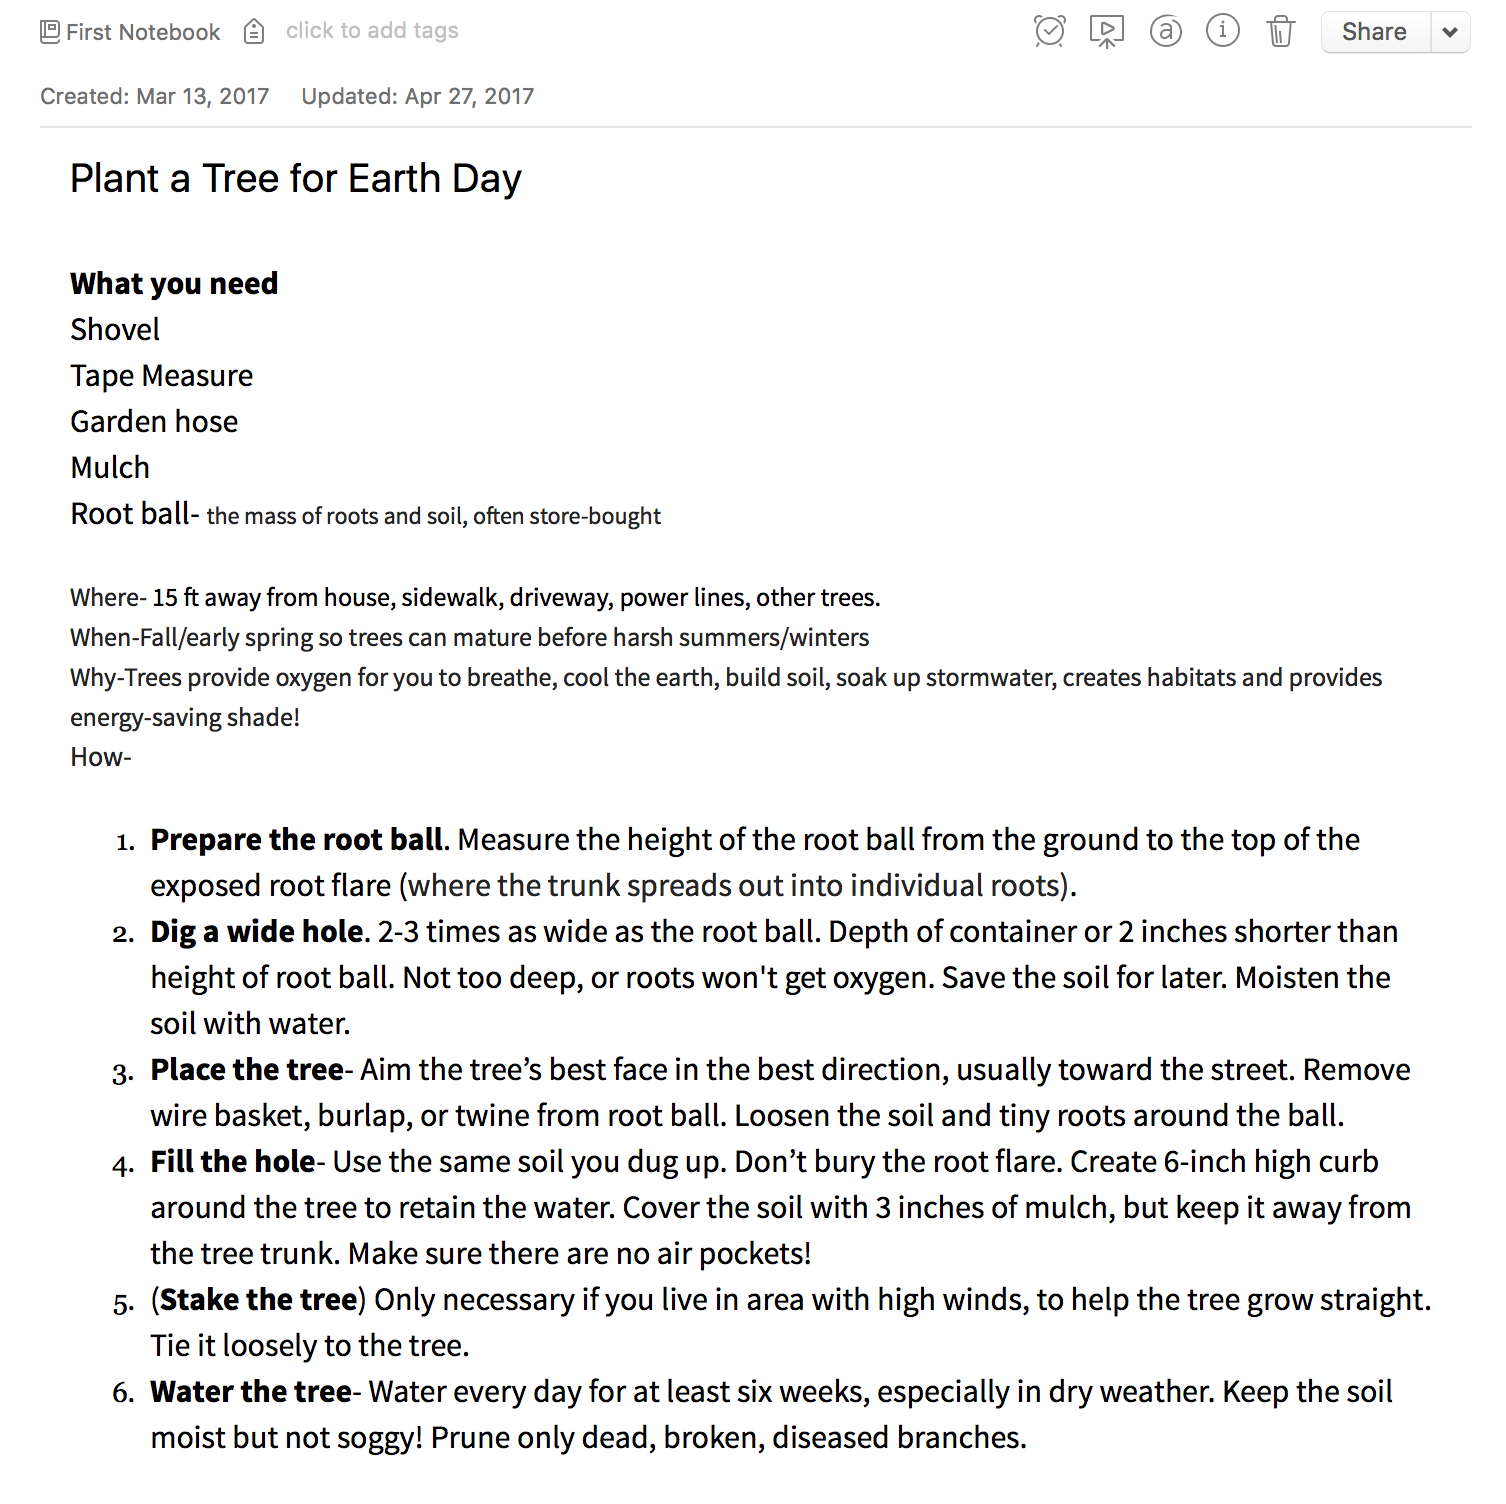 First Notebook click to add tags Share
Created: Mar 13, 2017 Updated: Apr 27, 2017
Plant a Tree for Earth Day
What you need
Shovel
Tape Measure
Garden hose
Mulch
Root ball- the mass of roots and soil, often store-bought
Where- 15 ft away from house, sidewalk, driveway, power lines, other trees.
When-Fall/early spring so trees can mature before harsh summers/winters
Why-Trees provide oxygen for you to breathe, cool the earth, build soil, soak up stormwater, creates habitats and provides
energy-saving shade!
How-
1. Prepare the root ball. Measure the height of the root ball from the ground to the top of the
exposed root flare (where the trunk spreads out into individual roots).
2. Dig a wide hole. 2-3 times as wide as the root ball. Depth of container or 2 inches shorter than
height of root ball. Not too deep, or roots won't get oxygen. Save the soil for later. Moisten the
soil with water.
3. Place the tree- Aim the tree’s best face in the best direction, usually toward the street. Remove
wire basket, burlap, or twine from root ball. Loosen the soil and tiny roots around the ball.
4. Fill the hole- Use the same soil you dug up. Don’t bury the root flare. Create 6-inch high curb
around the tree to retain the water. Cover the soil with 3 inches of mulch, but keep it away from
the tree trunk. Make sure there are no air pockets!
5. (Stake the tree) Only necessary if you live in area with high winds, to help the tree grow straight.
Tie it loosely to the tree.
6. Water the tree- Water every day for at least six weeks, especially in dry weather. Keep the soil
moist but not soggy! Prune only dead, broken, diseased branches.